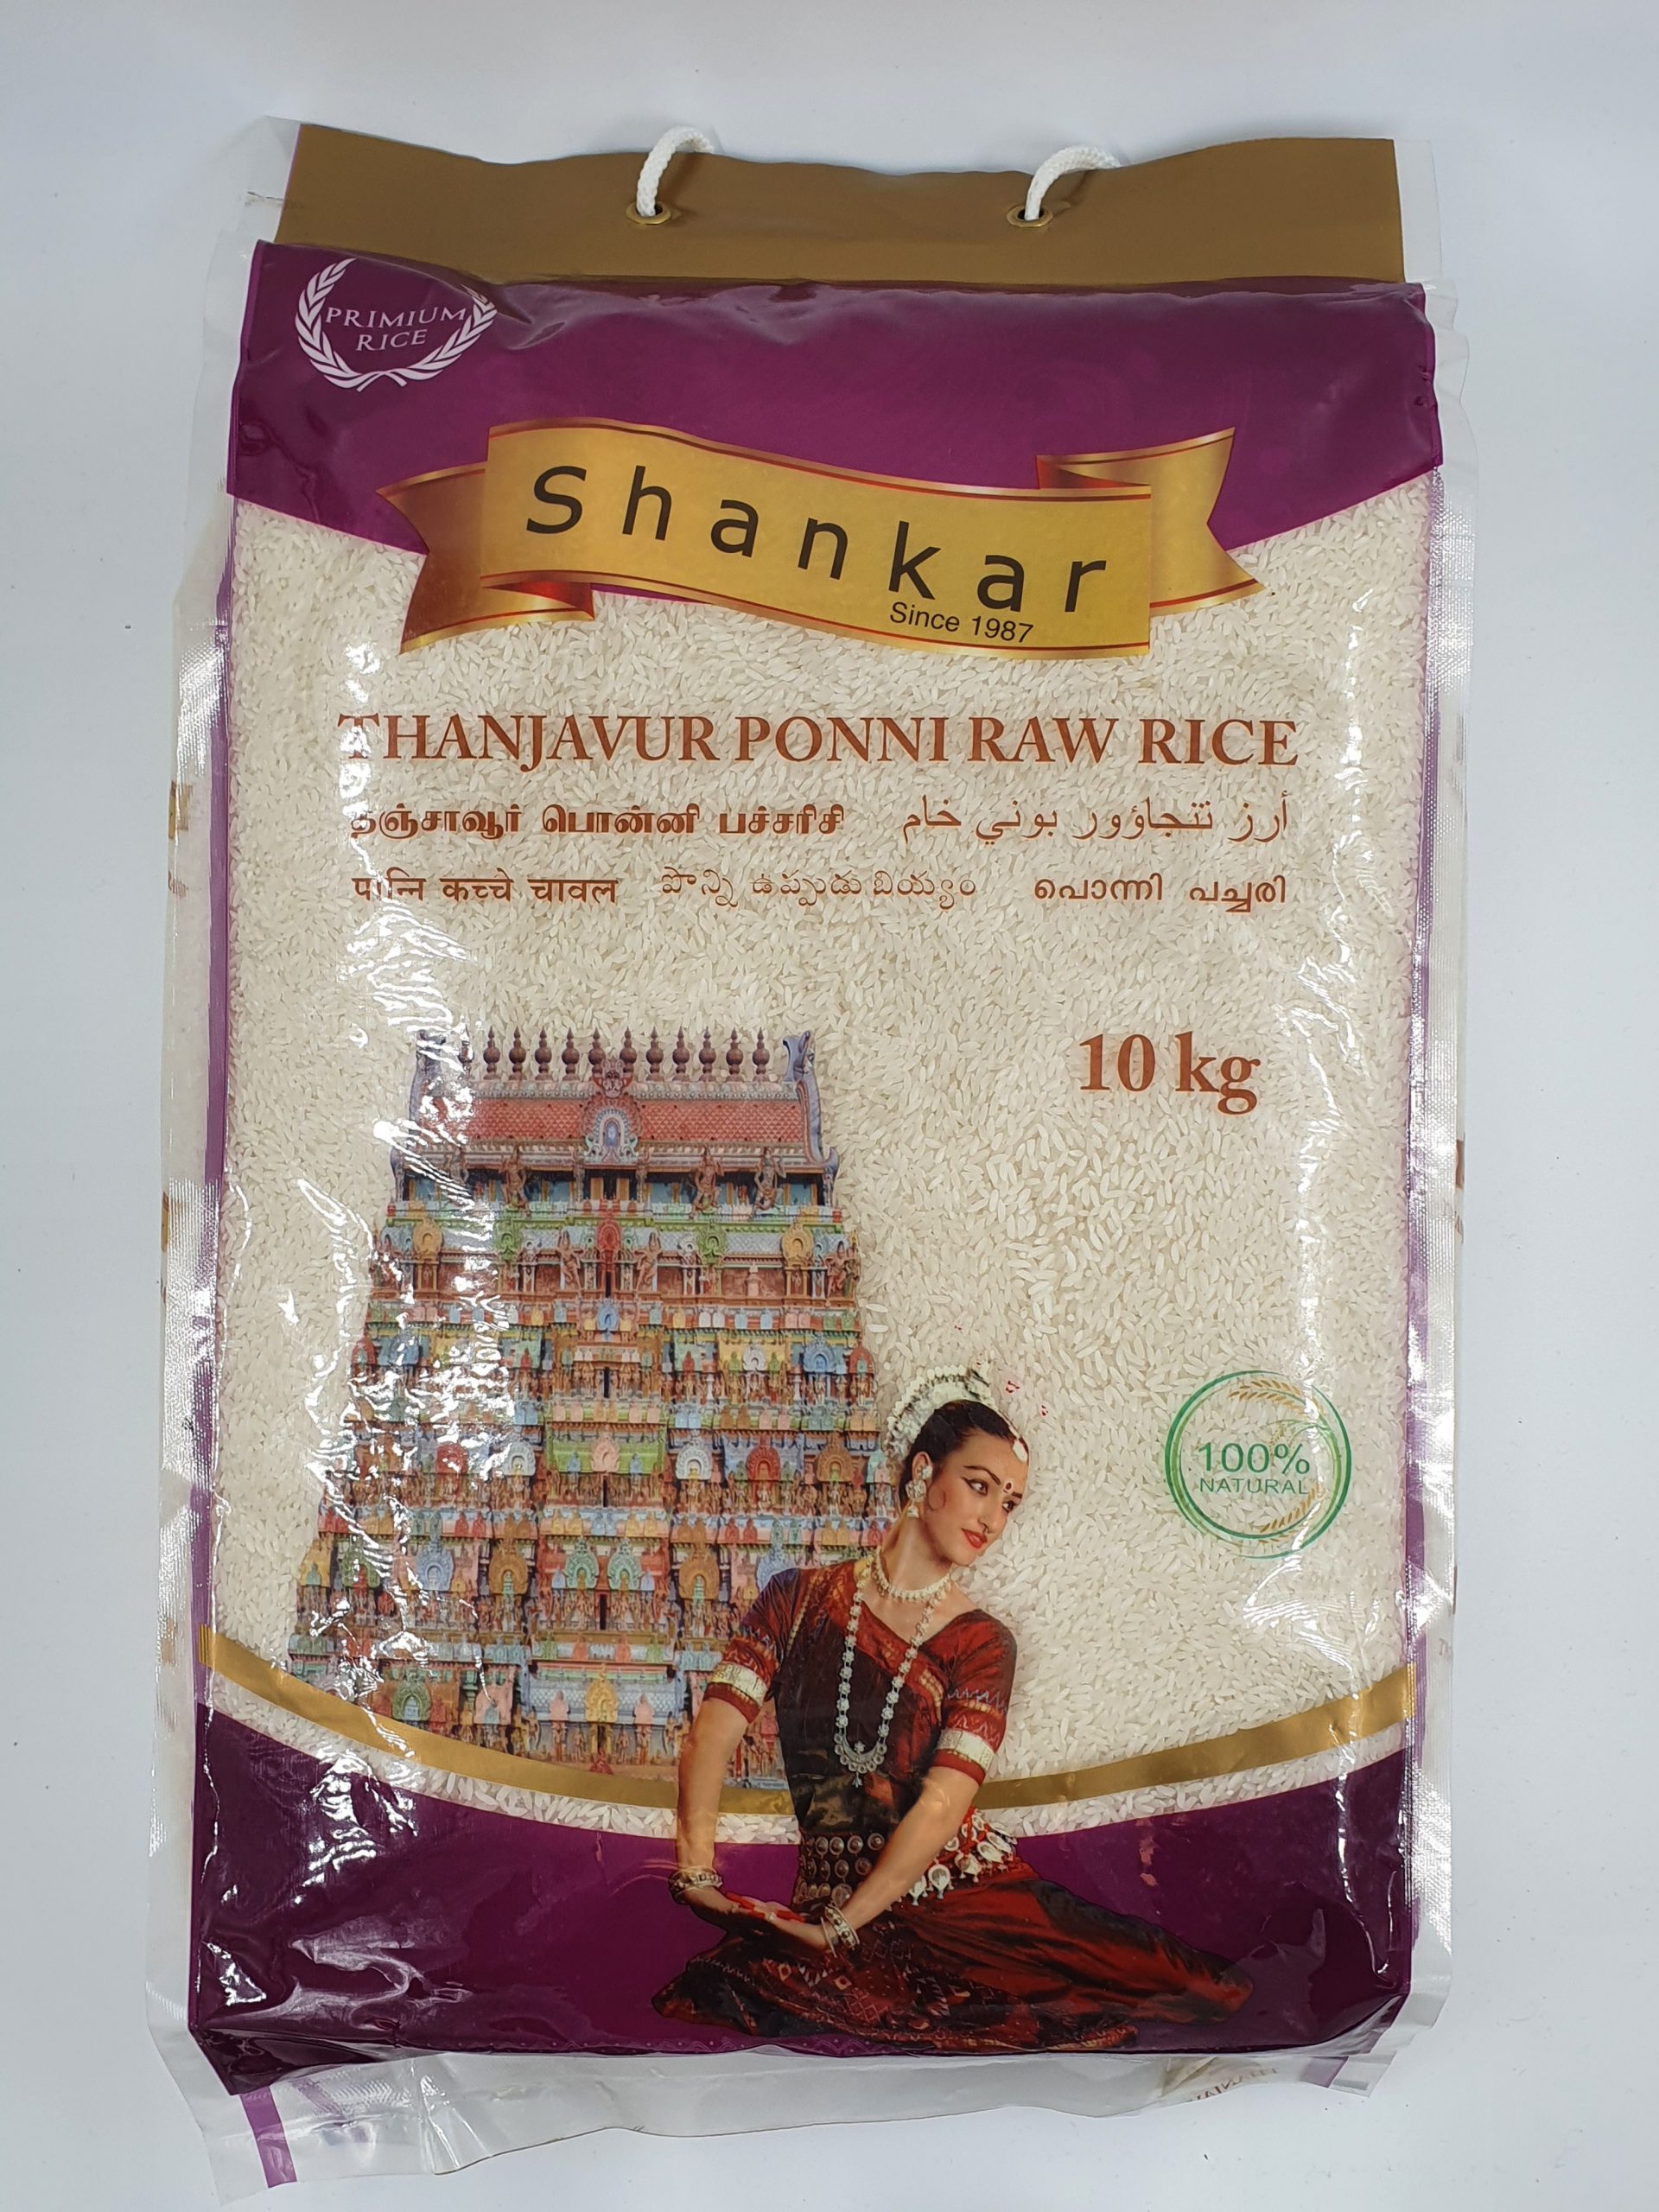 PRIMIUM
RICE
Shankar
Since 1987
THANJAVUR PONNI RAW RICE
தஞ்சாவூர் பொன்னி பச்சரிசி أرز تنجاؤور بوني خام
पान्नि कच्चे चावल పొన్ని ఉప్పుడు బియ్యం പൊന്നി പച്ചരി
10 kg
100%
NATURAL